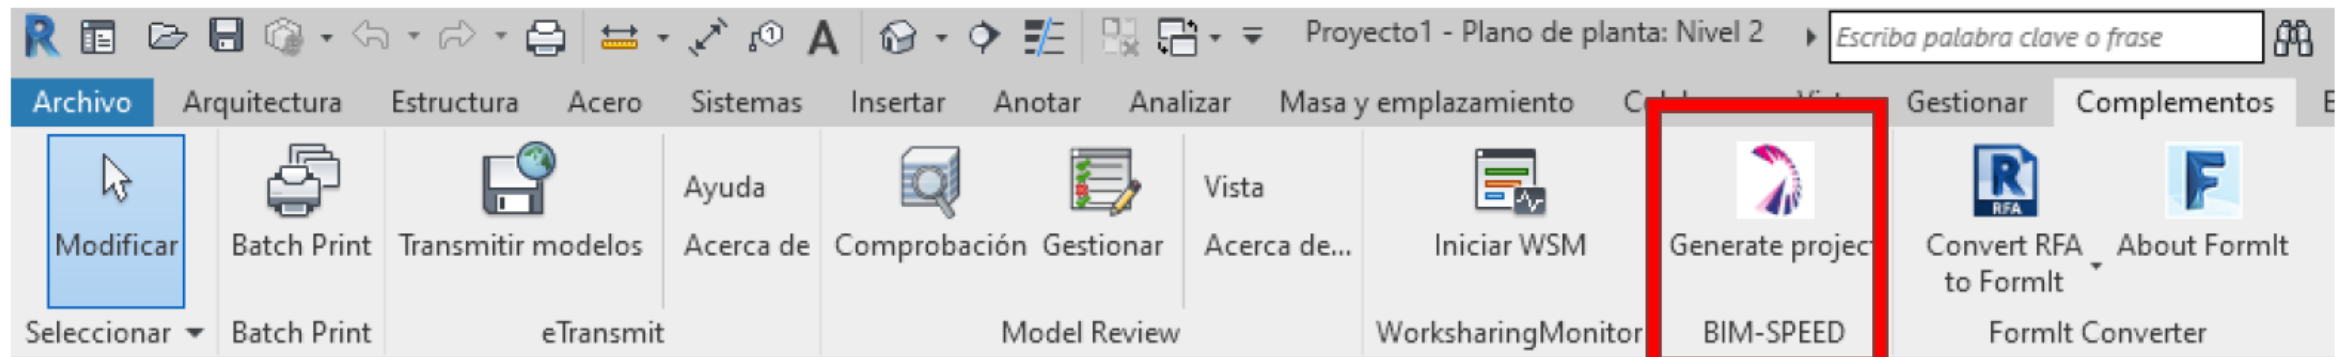 Proyecto1 - Plano de planta: Nivel 2 Escriba palabra clave o frase
Archivo Arquitectura Estructura Acero Sistemas Insertar Anotar Analizar Masa y emplazamiento Gestionar Complementos
Ayuda Vista
Modificar Batch Print Transmitir modelos Acerca de Comprobación Gestionar Acerca de... Iniciar WSM Generate project Convert RFA About FormIt
to FormIt
Seleccionar Batch Print eTransmit Model Review WorksharingMonitor BIM-SPEED FormIt Converter